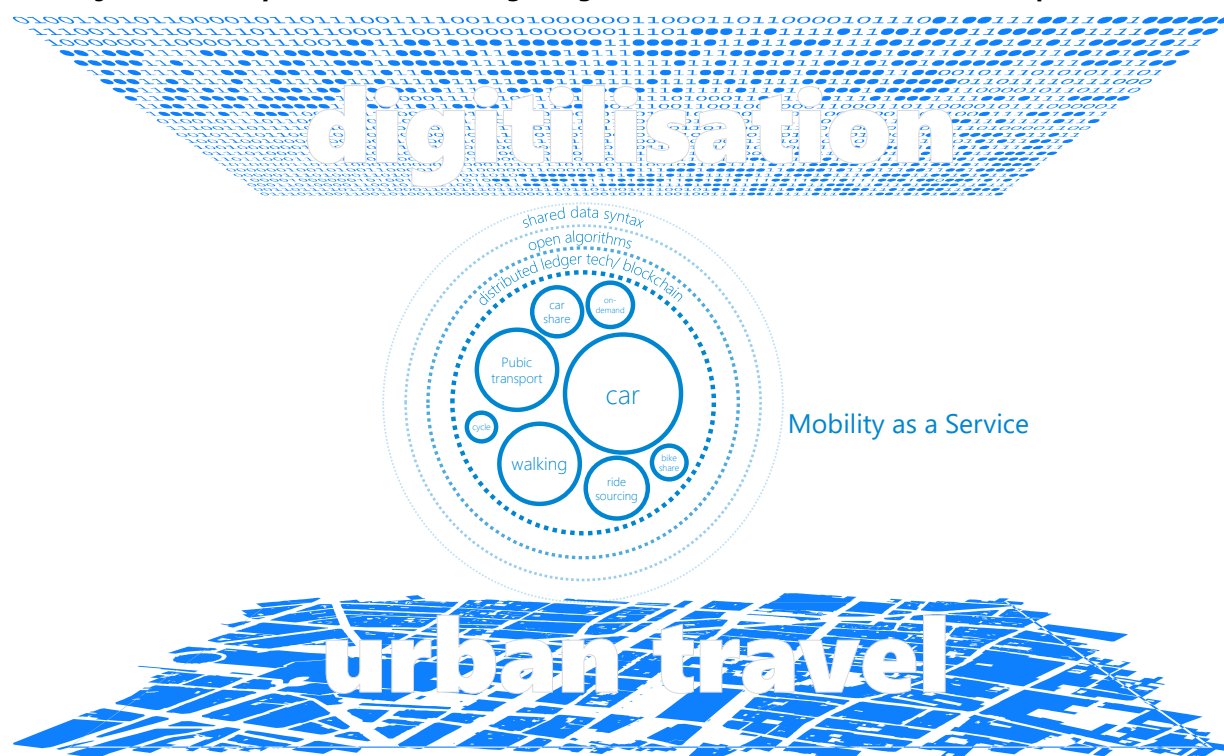 digitilisation
shared data syntax
open algorithms
distributed ledger tech/ blockchain
car
share
on-
demand
Pubic
transport
car
cycle
walking
bike
share
ride
sourcing
Mobility as a Service
urban travel